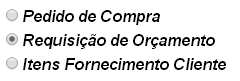 Pedido de Compra
Requisição de Orçamento
Itens Fornecimento Cliente